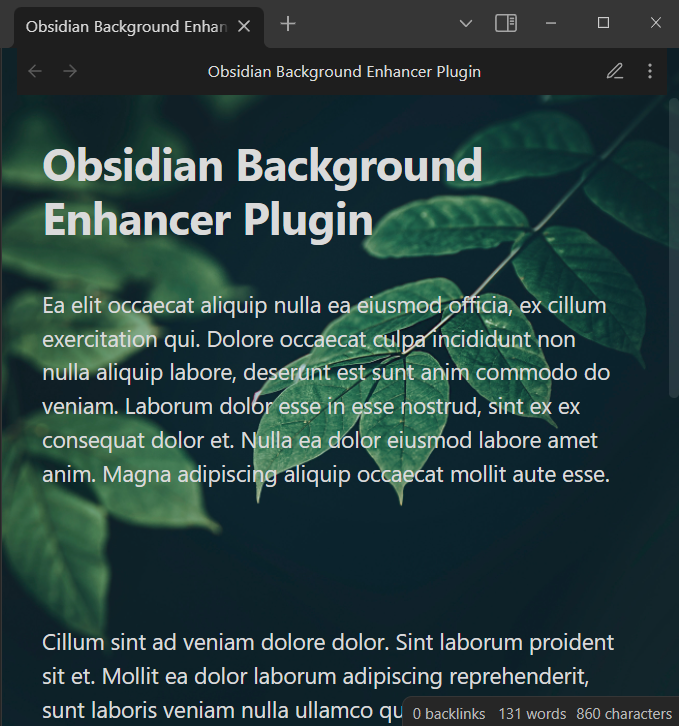 Obsidian Background Enhan
Obsidian Background Enhancer Plugin
Obsidian Background
Enhancer Plugin
Ea elit occaecat aliquip nulla ea eiusmod officia, ex cillum
exercitation qui. Dolore occaecat culpa incididunt non
nulla aliquip labore, deserunt est sunt anim commodo do
veniam. Laborum dolor esse in esse nostrud, sint ex ex
consequat dolor et. Nulla ea dolor eiusmod labore amet
anim. Magna adipiscing aliquip occaecat mollit aute esse.
Cillum sint ad veniam dolore dolor. Sint laborum proident
sit et. Mollit ea dolor laborum adipiscing reprehenderit,
sunt laboris veniam nulla ullamco qu
0 backlinks 131 words 860 characters